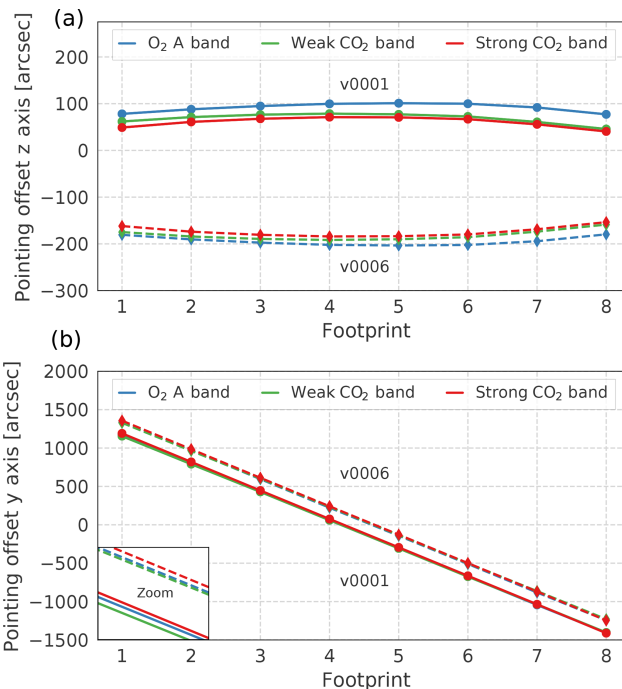 (a)
O₂ A band Weak CO₂ band Strong CO₂ band
v0001
v0006
Pointing offset z axis [arcsec]
200
100
0
−100
−200
−300
1 2 3 4 5 6 7 8
Footprint
(b)
O₂ A band Weak CO₂ band Strong CO₂ band
v0006
v0001
Zoom
Pointing offset y axis [arcsec]
2000
1500
1000
500
0
−500
−1000
−1500
1 2 3 4 5 6 7 8
Footprint